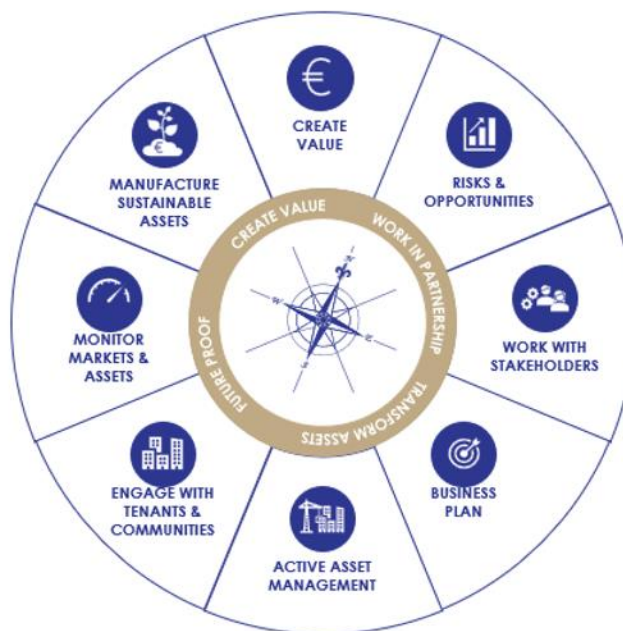 €
CREATE
VALUE
RISKS &
OPPORTUNITIES
WORK WITH
STAKEHOLDERS
BUSINESS
PLAN
ACTIVE ASSET
MANAGEMENT
ENGAGE WITH
TENANTS &
COMMUNITIES
MONITOR
MARKETS &
ASSETS
€
MANUFACTURE
SUSTAINABLE
ASSETS
CREATE VALUE
WORK IN PARTNERSHIP
TRANSFORM ASSETS
FUTURE PROOF
N
E
S
W